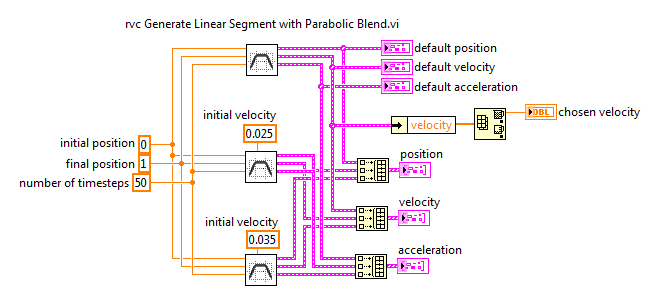 rvc Generate Linear Segment with Parabolic Blend.vi
default position
default velocity
default acceleration
initial velocity
0.025
velocity
DBL
chosen velocity
initial position 0
final position 1
number of timesteps 50
position
initial velocity
0.035
velocity
acceleration